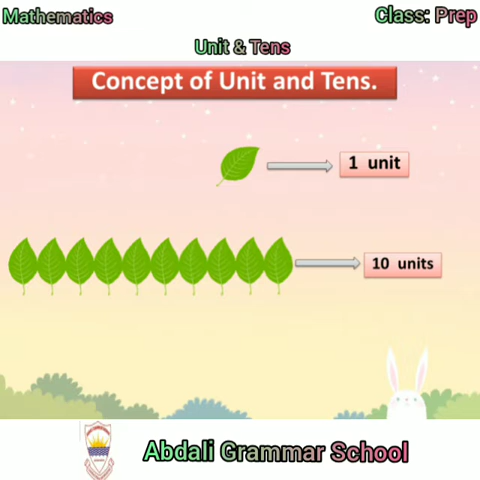 Mathematics
Class: Prep
Unit & Tens
Concept of Unit and Tens.
1 unit
10 units
Abdali Grammar School